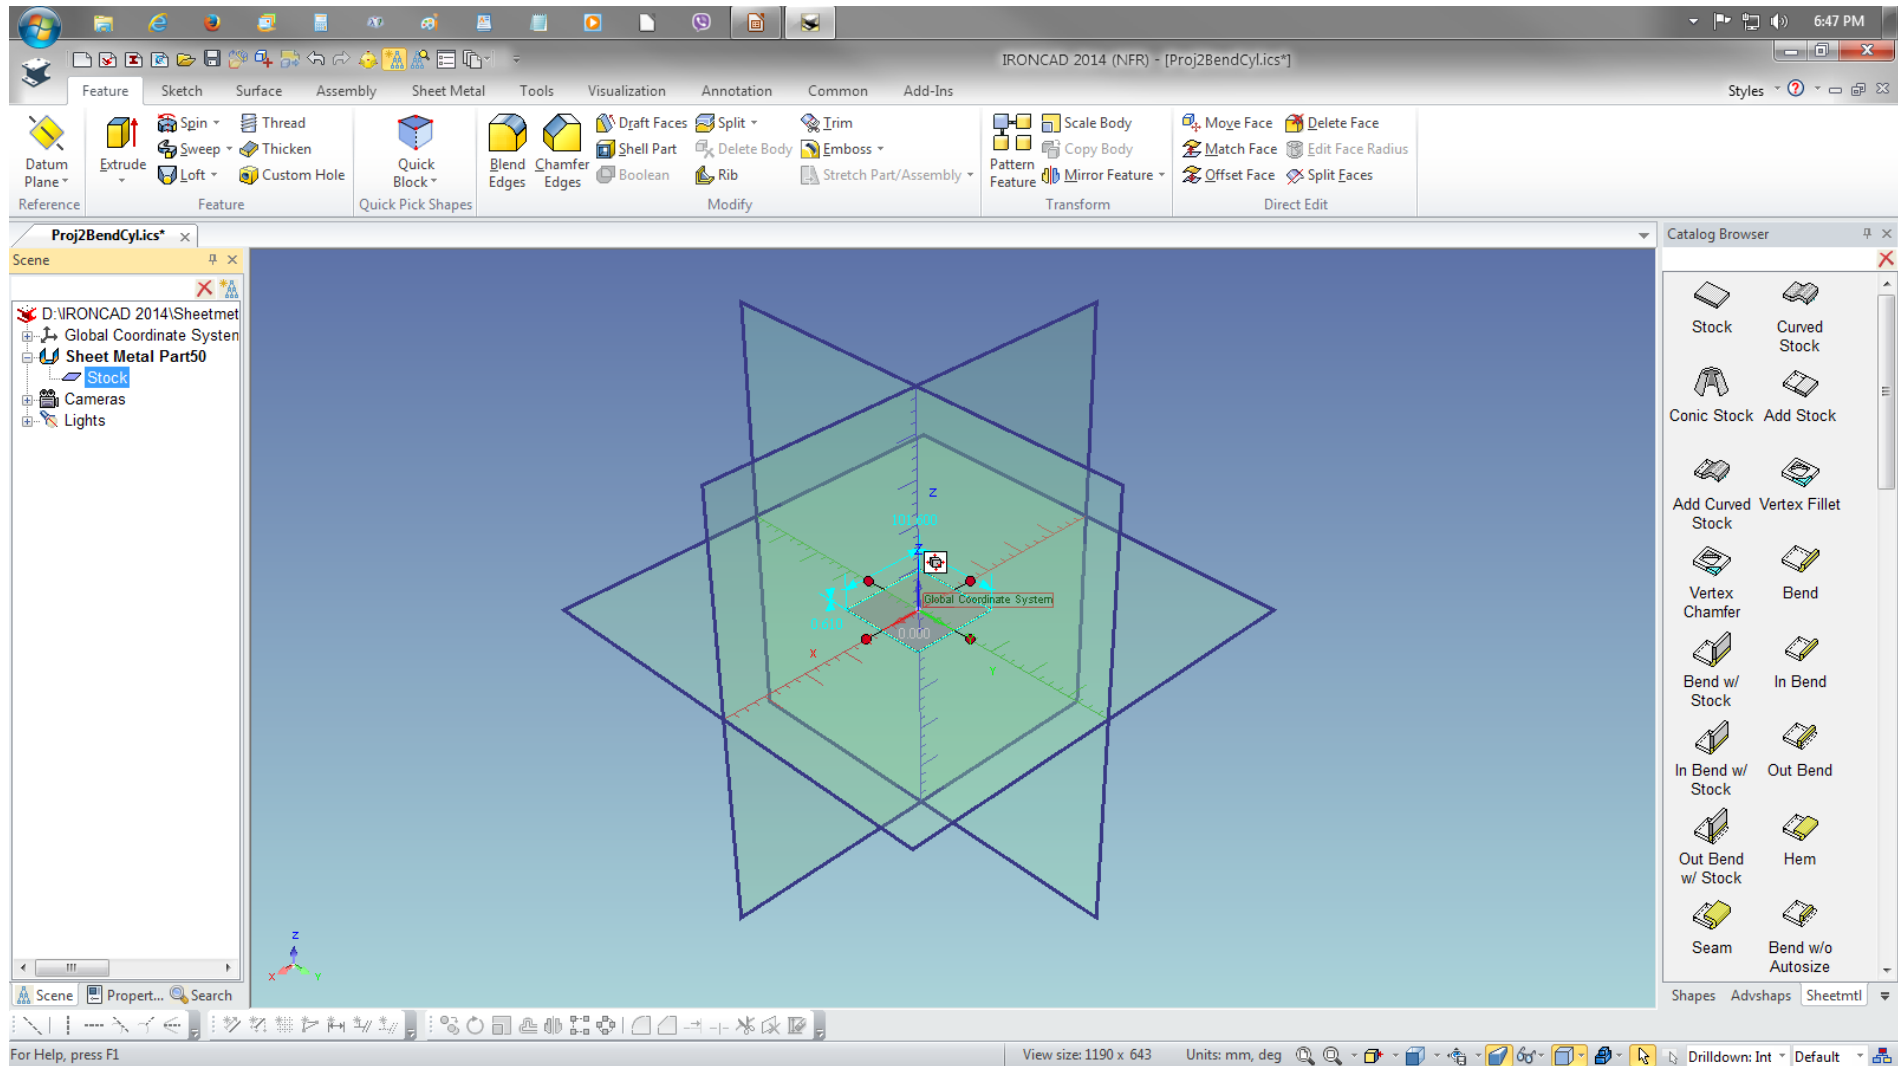 6:47 PM
IRONCAD 2014 (NFR) - [Proj2BendCyl.ics*]
Feature Sketch Surface Assembly Sheet Metal Tools Visualization Annotation Common Add-Ins Styles
Spin Thread Draft Faces Split Trim Scale Body Move Face Delete Face
Sweep Thicken Shell Part Delete Body Emboss Copy Body Match Face Edit Face Radius
Datum Plane Extrude Loft Custom Hole Quick Block Blend Edges Chamfer Edges Boolean Rib Stretch Part/Assembly Pattern Feature Mirror Feature Offset Face Split Faces
Reference Feature Quick Pick Shapes Modify Transform Direct Edit
Proj2BendCyl.ics*
Catalog Browser
Scene
D:\IRONCAD 2014\Sheetmet
Global Coordinate System
Sheet Metal Part50
Stock
Cameras
Lights
Z
101.600
Z
Global Coordinate System
0.000
X
Y
Z
X Y
Stock
Curved Stock
Conic Stock
Add Stock
Add Curved Stock
Vertex Fillet
Vertex Chamfer
Bend
Bend w/ Stock
In Bend
In Bend w/ Stock
Out Bend
Out Bend w/ Stock
Hem
Seam
Bend w/o Autosize
Scene Propert... Search
Shapes Advshaps Sheetmtl
For Help, press F1
View size: 1190 x 643 Units: mm, deg Drilldown: Int Default